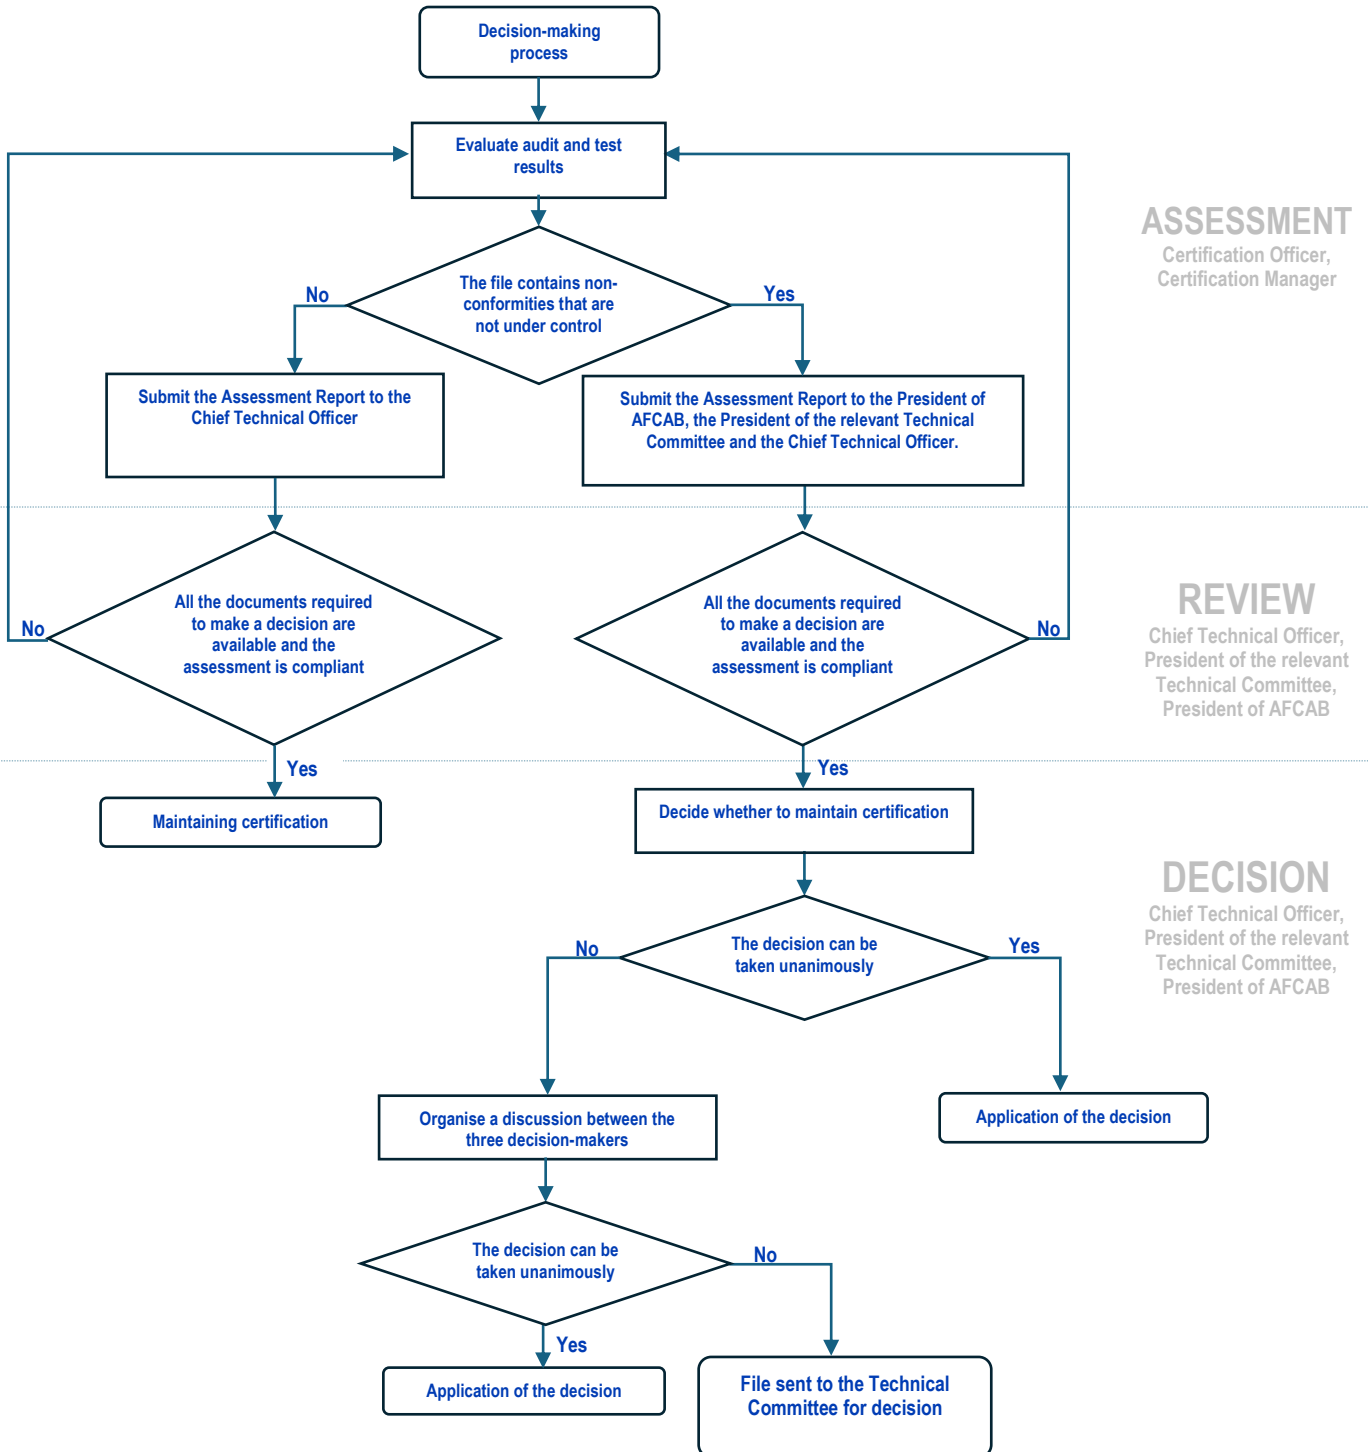 Decision-making
process
Evaluate audit and test
results
ASSESSMENT
Certification Officer,
Certification Manager
The file contains non-
conformities that are
not under control
No
Yes
Submit the Assessment Report to the
Chief Technical Officer
Submit the Assessment Report to the President of
AFCAB, the President of the relevant Technical
Committee and the Chief Technical Officer.
All the documents required
to make a decision are
available and the
assessment is compliant
No
All the documents required
to make a decision are
available and the
assessment is compliant
No
REVIEW
Chief Technical Officer,
President of the relevant
Technical Committee,
President of AFCAB
Yes
Yes
Maintaining certification
Decide whether to maintain certification
DECISION
Chief Technical Officer,
President of the relevant
Technical Committee,
President of AFCAB
The decision can be
taken unanimously
No
Yes
Organise a discussion between the
three decision-makers
Application of the decision
The decision can be
taken unanimously
No
Yes
Application of the decision
File sent to the Technical
Committee for decision